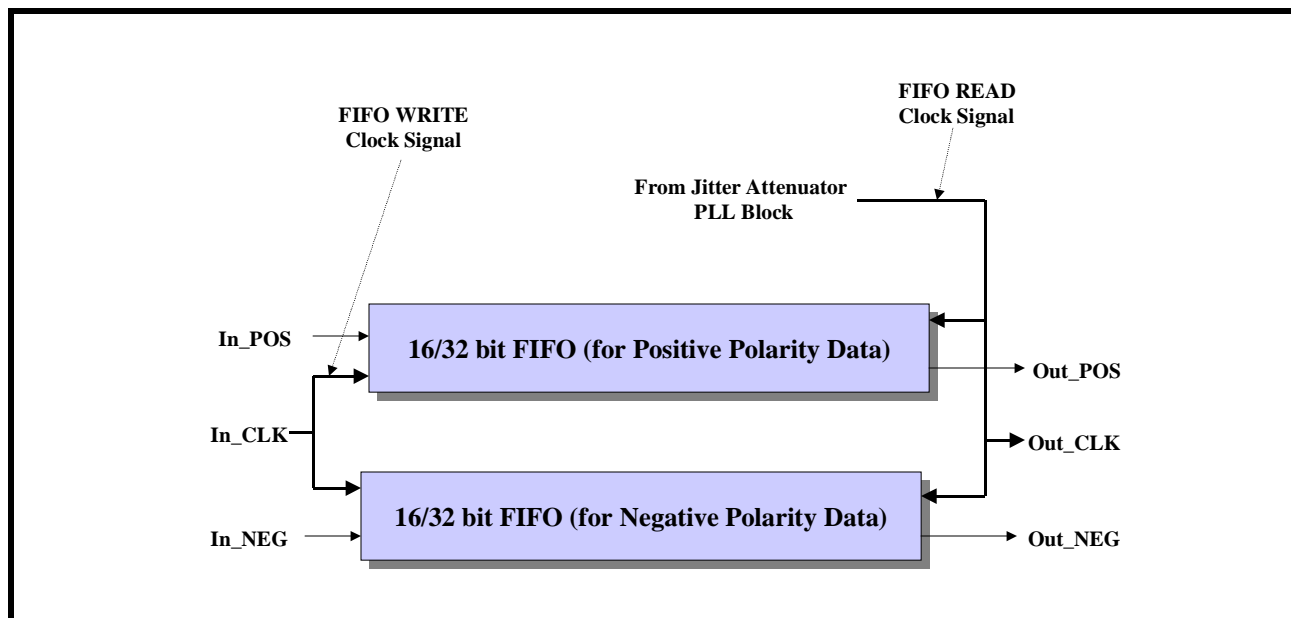 FIFO WRITE
Clock Signal
FIFO READ
Clock Signal
From Jitter Attenuator
PLL Block
In_POS
16/32 bit FIFO (for Positive Polarity Data)
Out_POS
In_CLK
Out_CLK
16/32 bit FIFO (for Negative Polarity Data)
In_NEG
Out_NEG